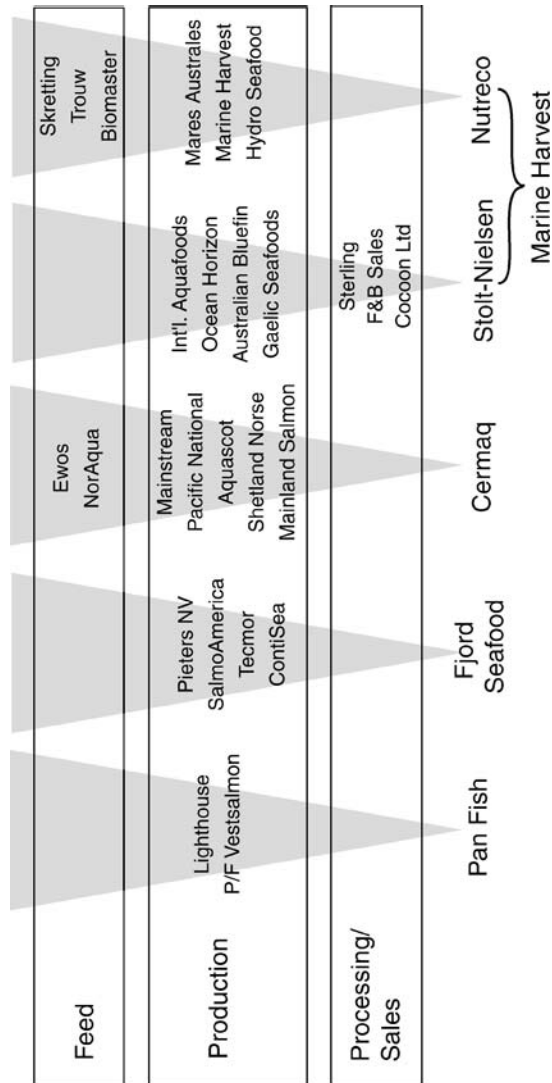 Feed
Ewos
NorAqua
Skretting
Trouw
Biomaster
Production
Lighthouse
P/F Vestsalmon
Pieters NV
SalmoAmerica
Tecmor
ContiSea
Mainstream
Pacific National
Aquascot
Shetland Norse
Mainland Salmon
Int'l. Aquafoods
Ocean Horizon
Australian Bluefin
Gaelic Seafoods
Mares Australes
Marine Harvest
Hydro Seafood
Processing/
Sales
Sterling
F&B Sales
Cocoon Ltd
Pan Fish
Fjord
Seafood
Cermaq
Stolt-Nielsen
Nutreco
Marine Harvest